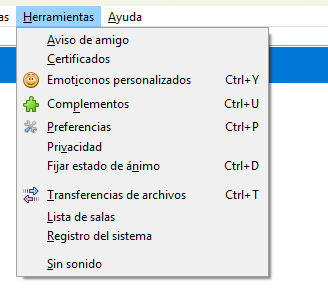 as Herramientas Ayuda
Aviso de amigo
Certificados
Emoticonos personalizados Ctrl+Y
Complementos Ctrl+U
Preferencias Ctrl+P
Privacidad
Fijar estado de ánimo Ctrl+D
Transferencias de archivos Ctrl+T
Lista de salas
Registro del sistema
Sin sonido